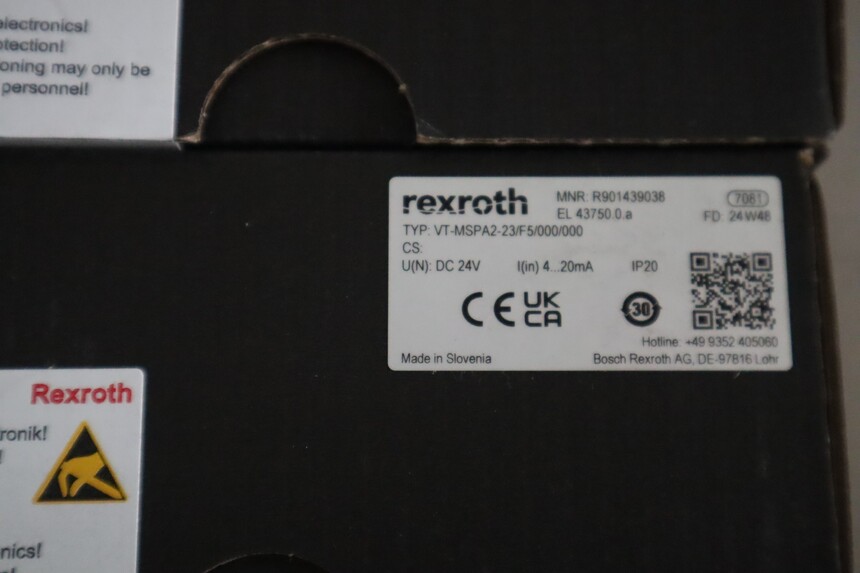 electronics!
otection!
oning may only be
personnel!
rexroth
MNR: R901439038
7081
EL 43750.0.a
FD: 24W48
TYP: VT-MSPA2-23/F5/000/000
CS:
U(N): DC 24V
I(in) 4...20mA
IP20
CE
UK
CA
30
Hotline: +49 9352 405060
Made in Slovenia
Bosch Rexroth AG, DE-97816 Lohr
Rexroth
ronik!
!
nics!